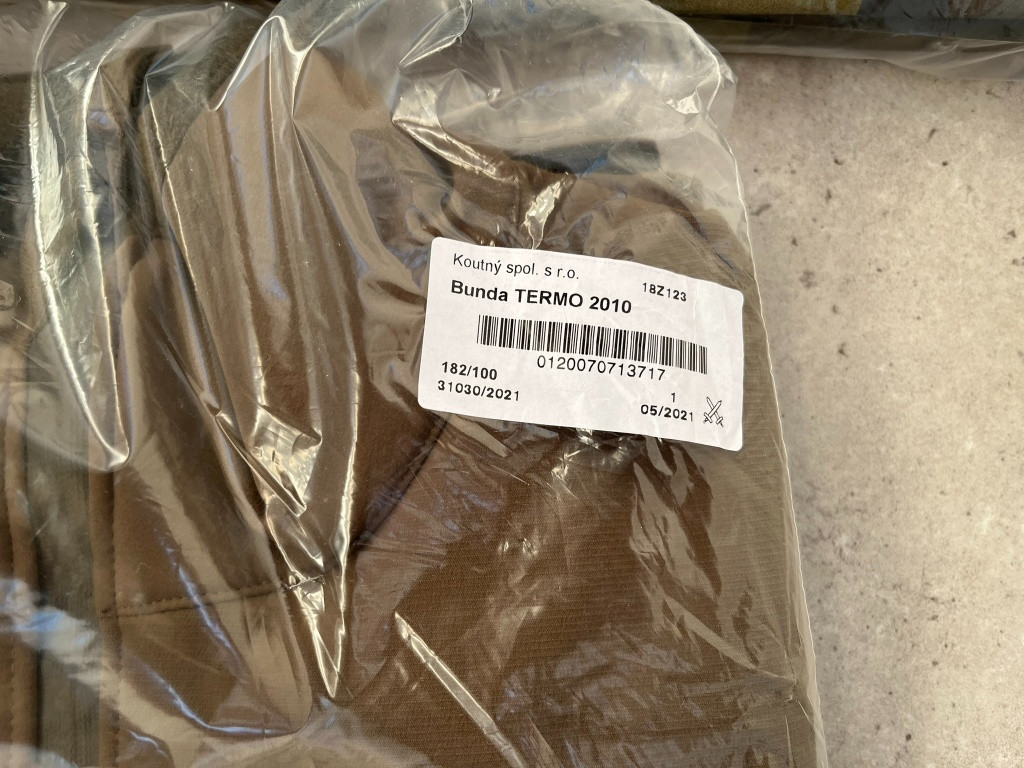 Koutný spol. s r.o.
18Z123
Bunda TERMO 2010
0120070713717
182/100
31030/2021
1
05/2021